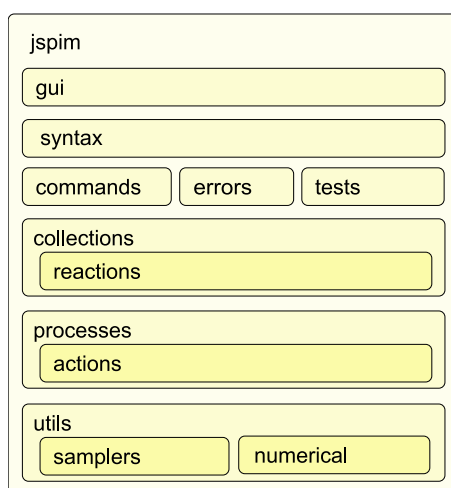 jspim
gui
syntax
commands errors tests
collections
reactions
processes
actions
utils
samplers numerical